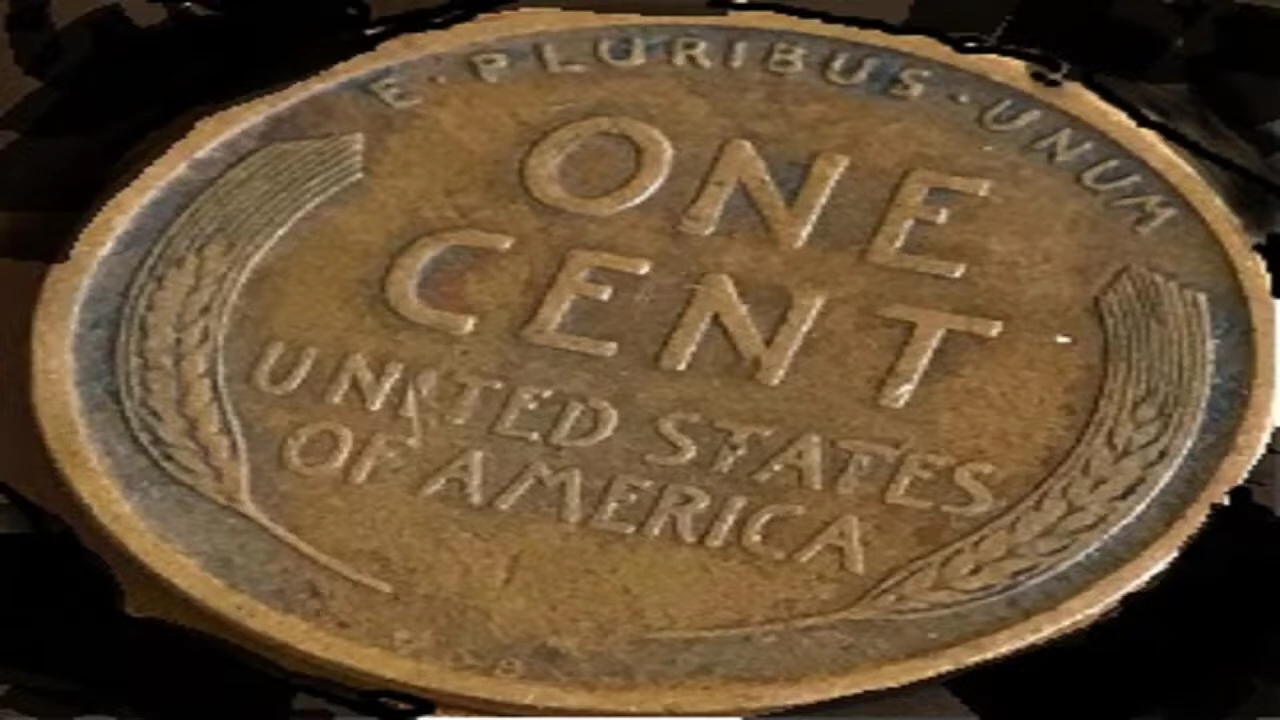 E·PLURIBUS·UNUM
ONE
CENT
UNITED STATES
OF AMERICA